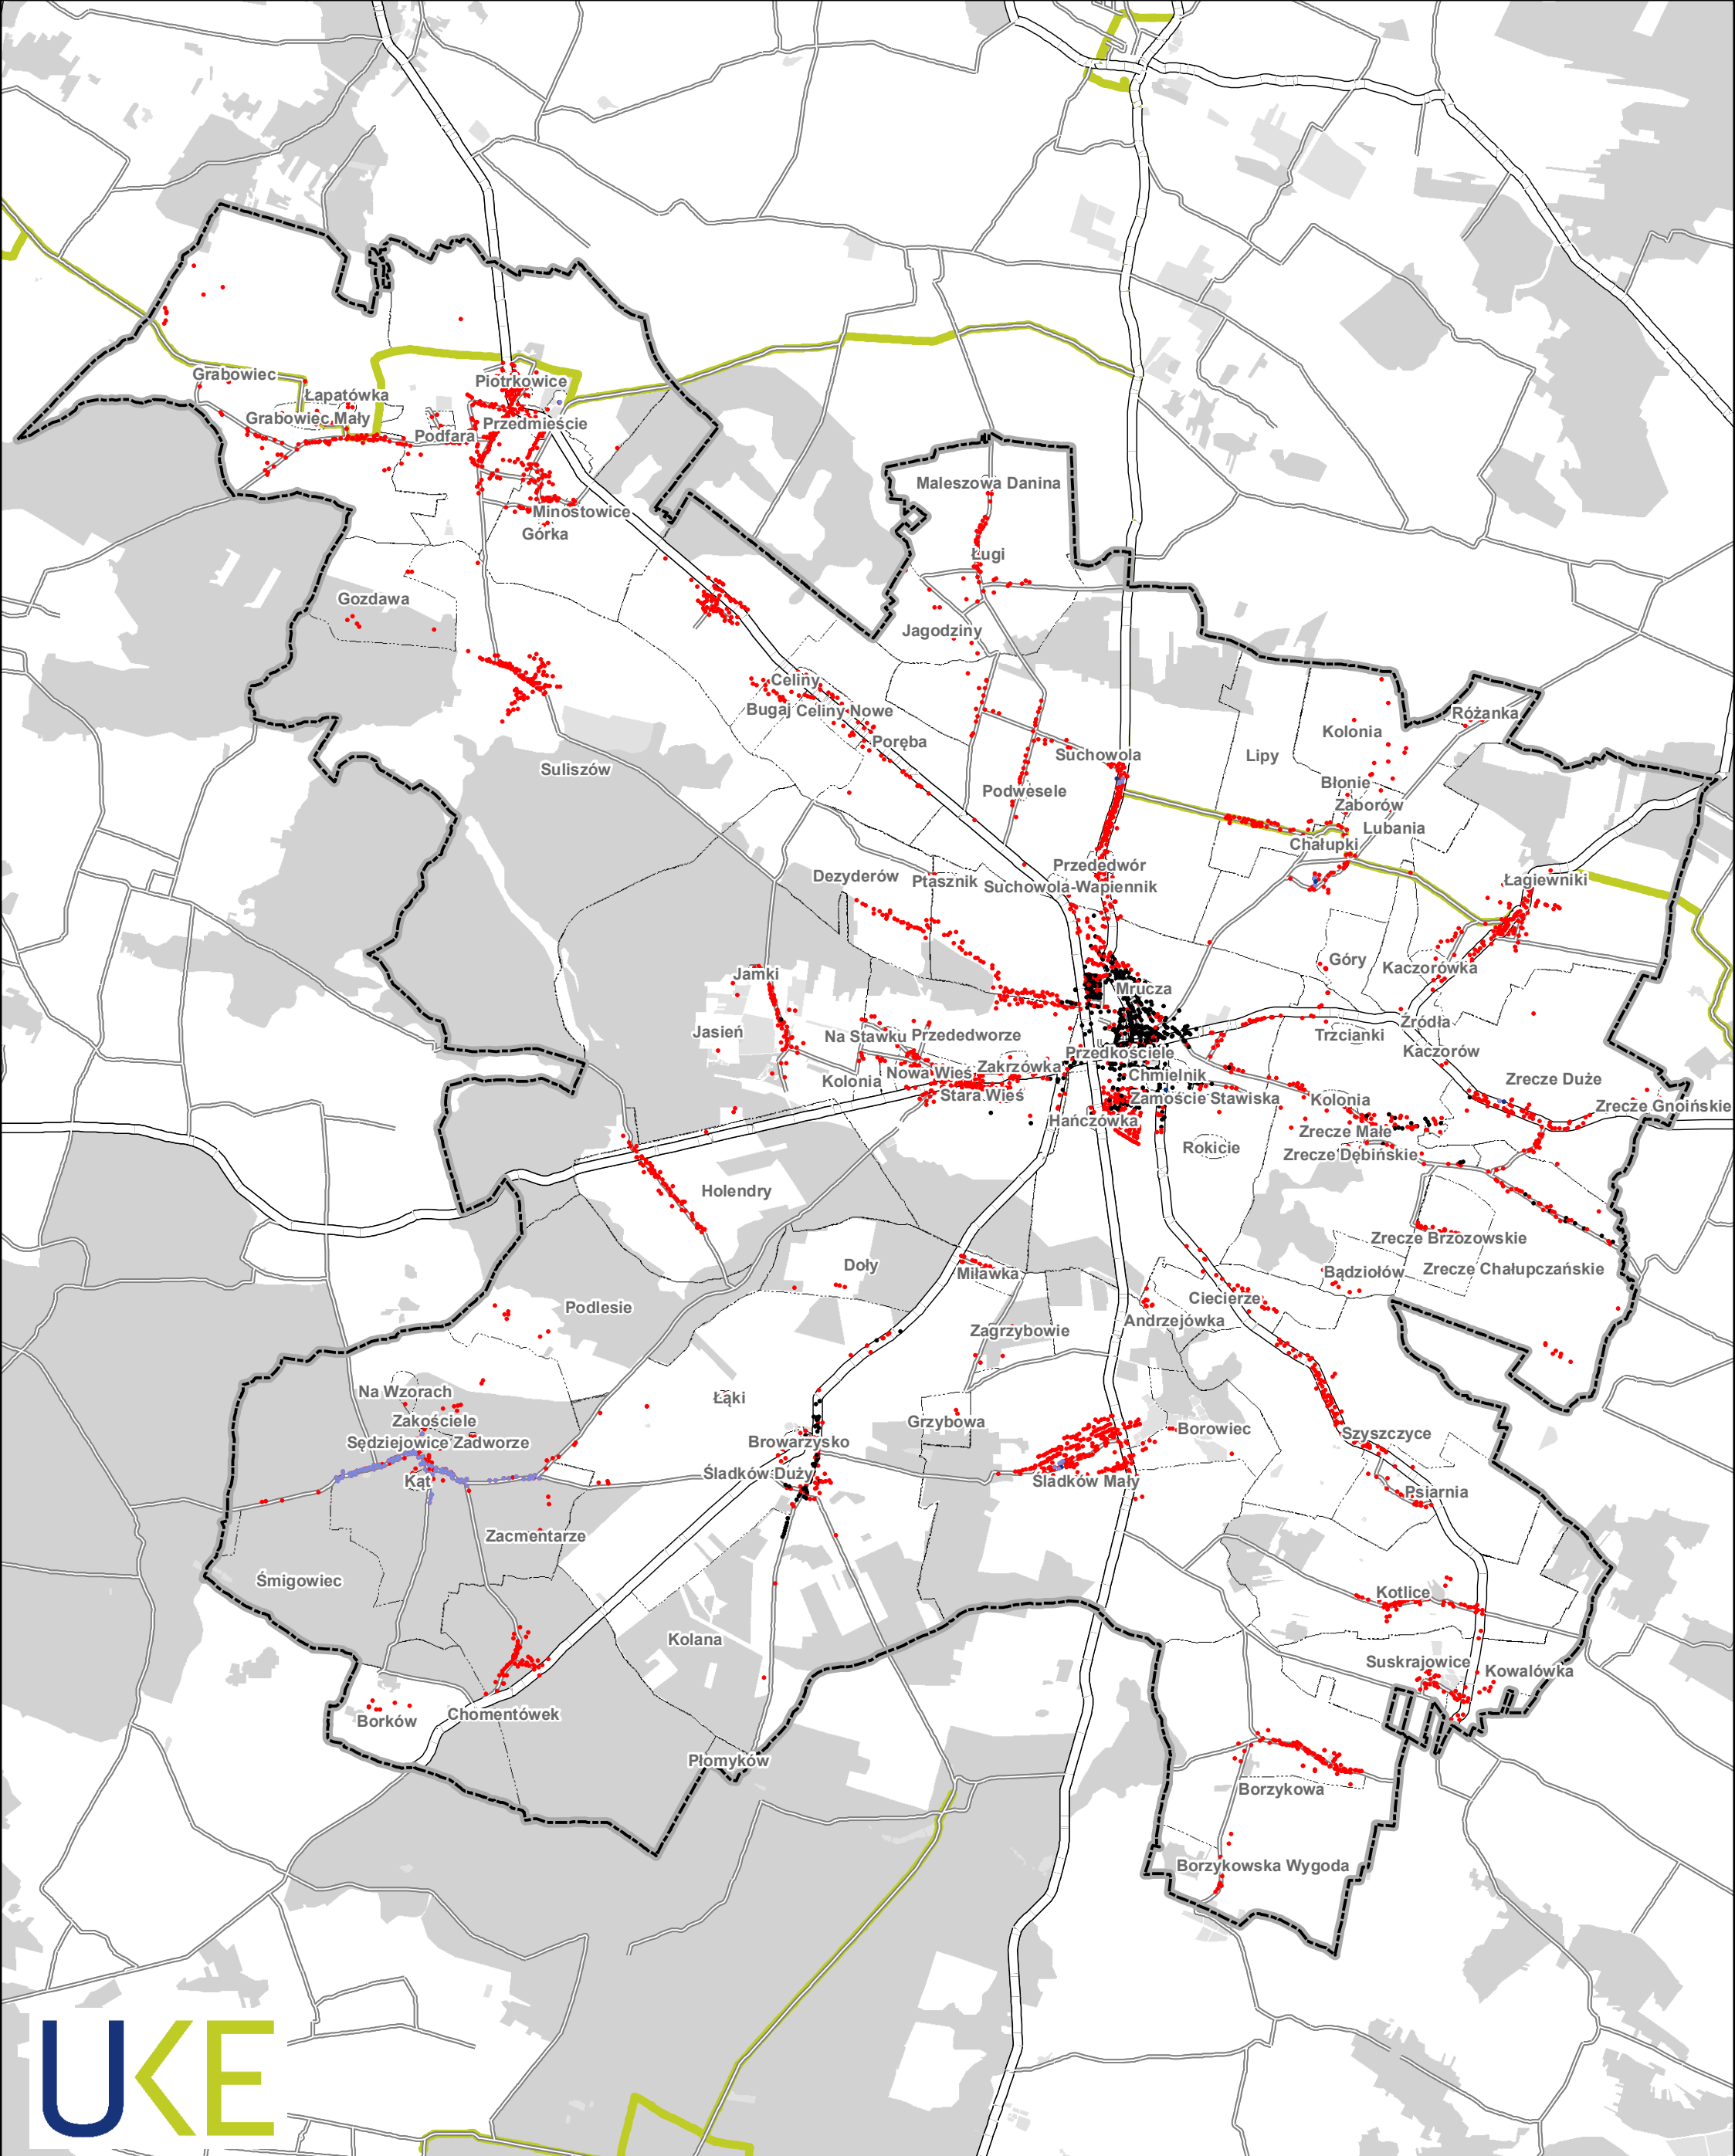 Grabowiec
Łapatówka
Piotrkowice
Grabowiec Mały
Przedmieście
Podfara
Maleszowa Danina
Minostowice
Górka
Ługi
Gozdawa
Jagodziny
Celiny
Bugaj Celiny Nowe
Różanka
Kolonia
Poręba
Suchowola
Lipy
Suliszów
Błonie
Podwesele
Zaborów
Lubania
Chałupki
Przededwór
Dezyderów
Ptasznik
Suchowola-Wapiennik
Łagiewniki
Góry
Kaczorówka
Jamki
Mrucza
Jasień
Na Stawku
Przededworze
Źródła
Trzcianki
Przedkościele
Kaczorów
Zakrzówka
Nowa Wieś
Chmielnik
Kolonia
Zrecze Duże
Stara Wieś
Zamoście
Stawiska
Kolonia
Zrecze Gnoińskie
Hańczówka
Zrecze Małe
Rokicie
Zrecze Dębińskie
Holendry
Zrecze Brzozowskie
Doły
Miławka
Bądziołów
Zrecze Chałupczańskie
Podlesie
Ciecierze
Andrzejówka
Zagrzybowie
Na Wzorach
Łąki
Zakościele
Grzybowa
Borowiec
Szyszczyce
Sędziejowice
Zadworze
Browarzysko
Kąt
Śladków Duży
Śladków Mały
Psiarnia
Zacmentarze
Śmigowiec
Kotlice
Kolana
Suskrajowice
Kowalówka
Borków
Chomentówek
Płomyków
Borzykowa
Borzykowska Wygoda
UKE